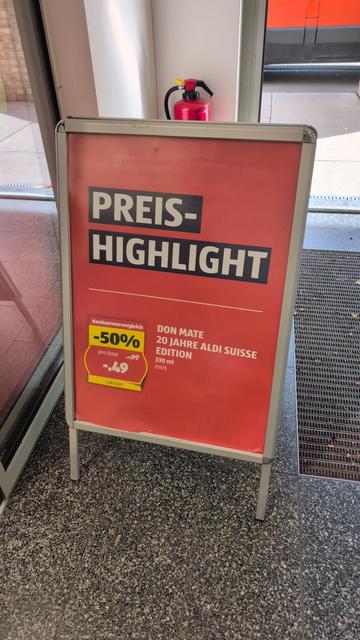 PREIS-
HIGHLIGHT
Konkurrenzvergleich
-50%
pro Dose -.99
-.49
DON MATE
20 JAHRE ALDI SUISSE
EDITION
330 ml